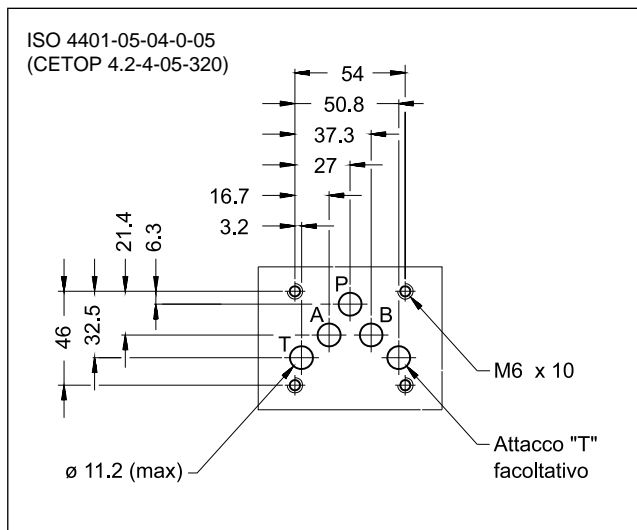 ISO 4401-05-04-0-05
(CETOP 4.2-4-05-320)
54
50.8
37.3
27
16.7
3.2
21.4
6.3
46
32.5
P
A
B
T
M6 x 10
ø 11.2 (max)
Attacco "T"
facoltativo